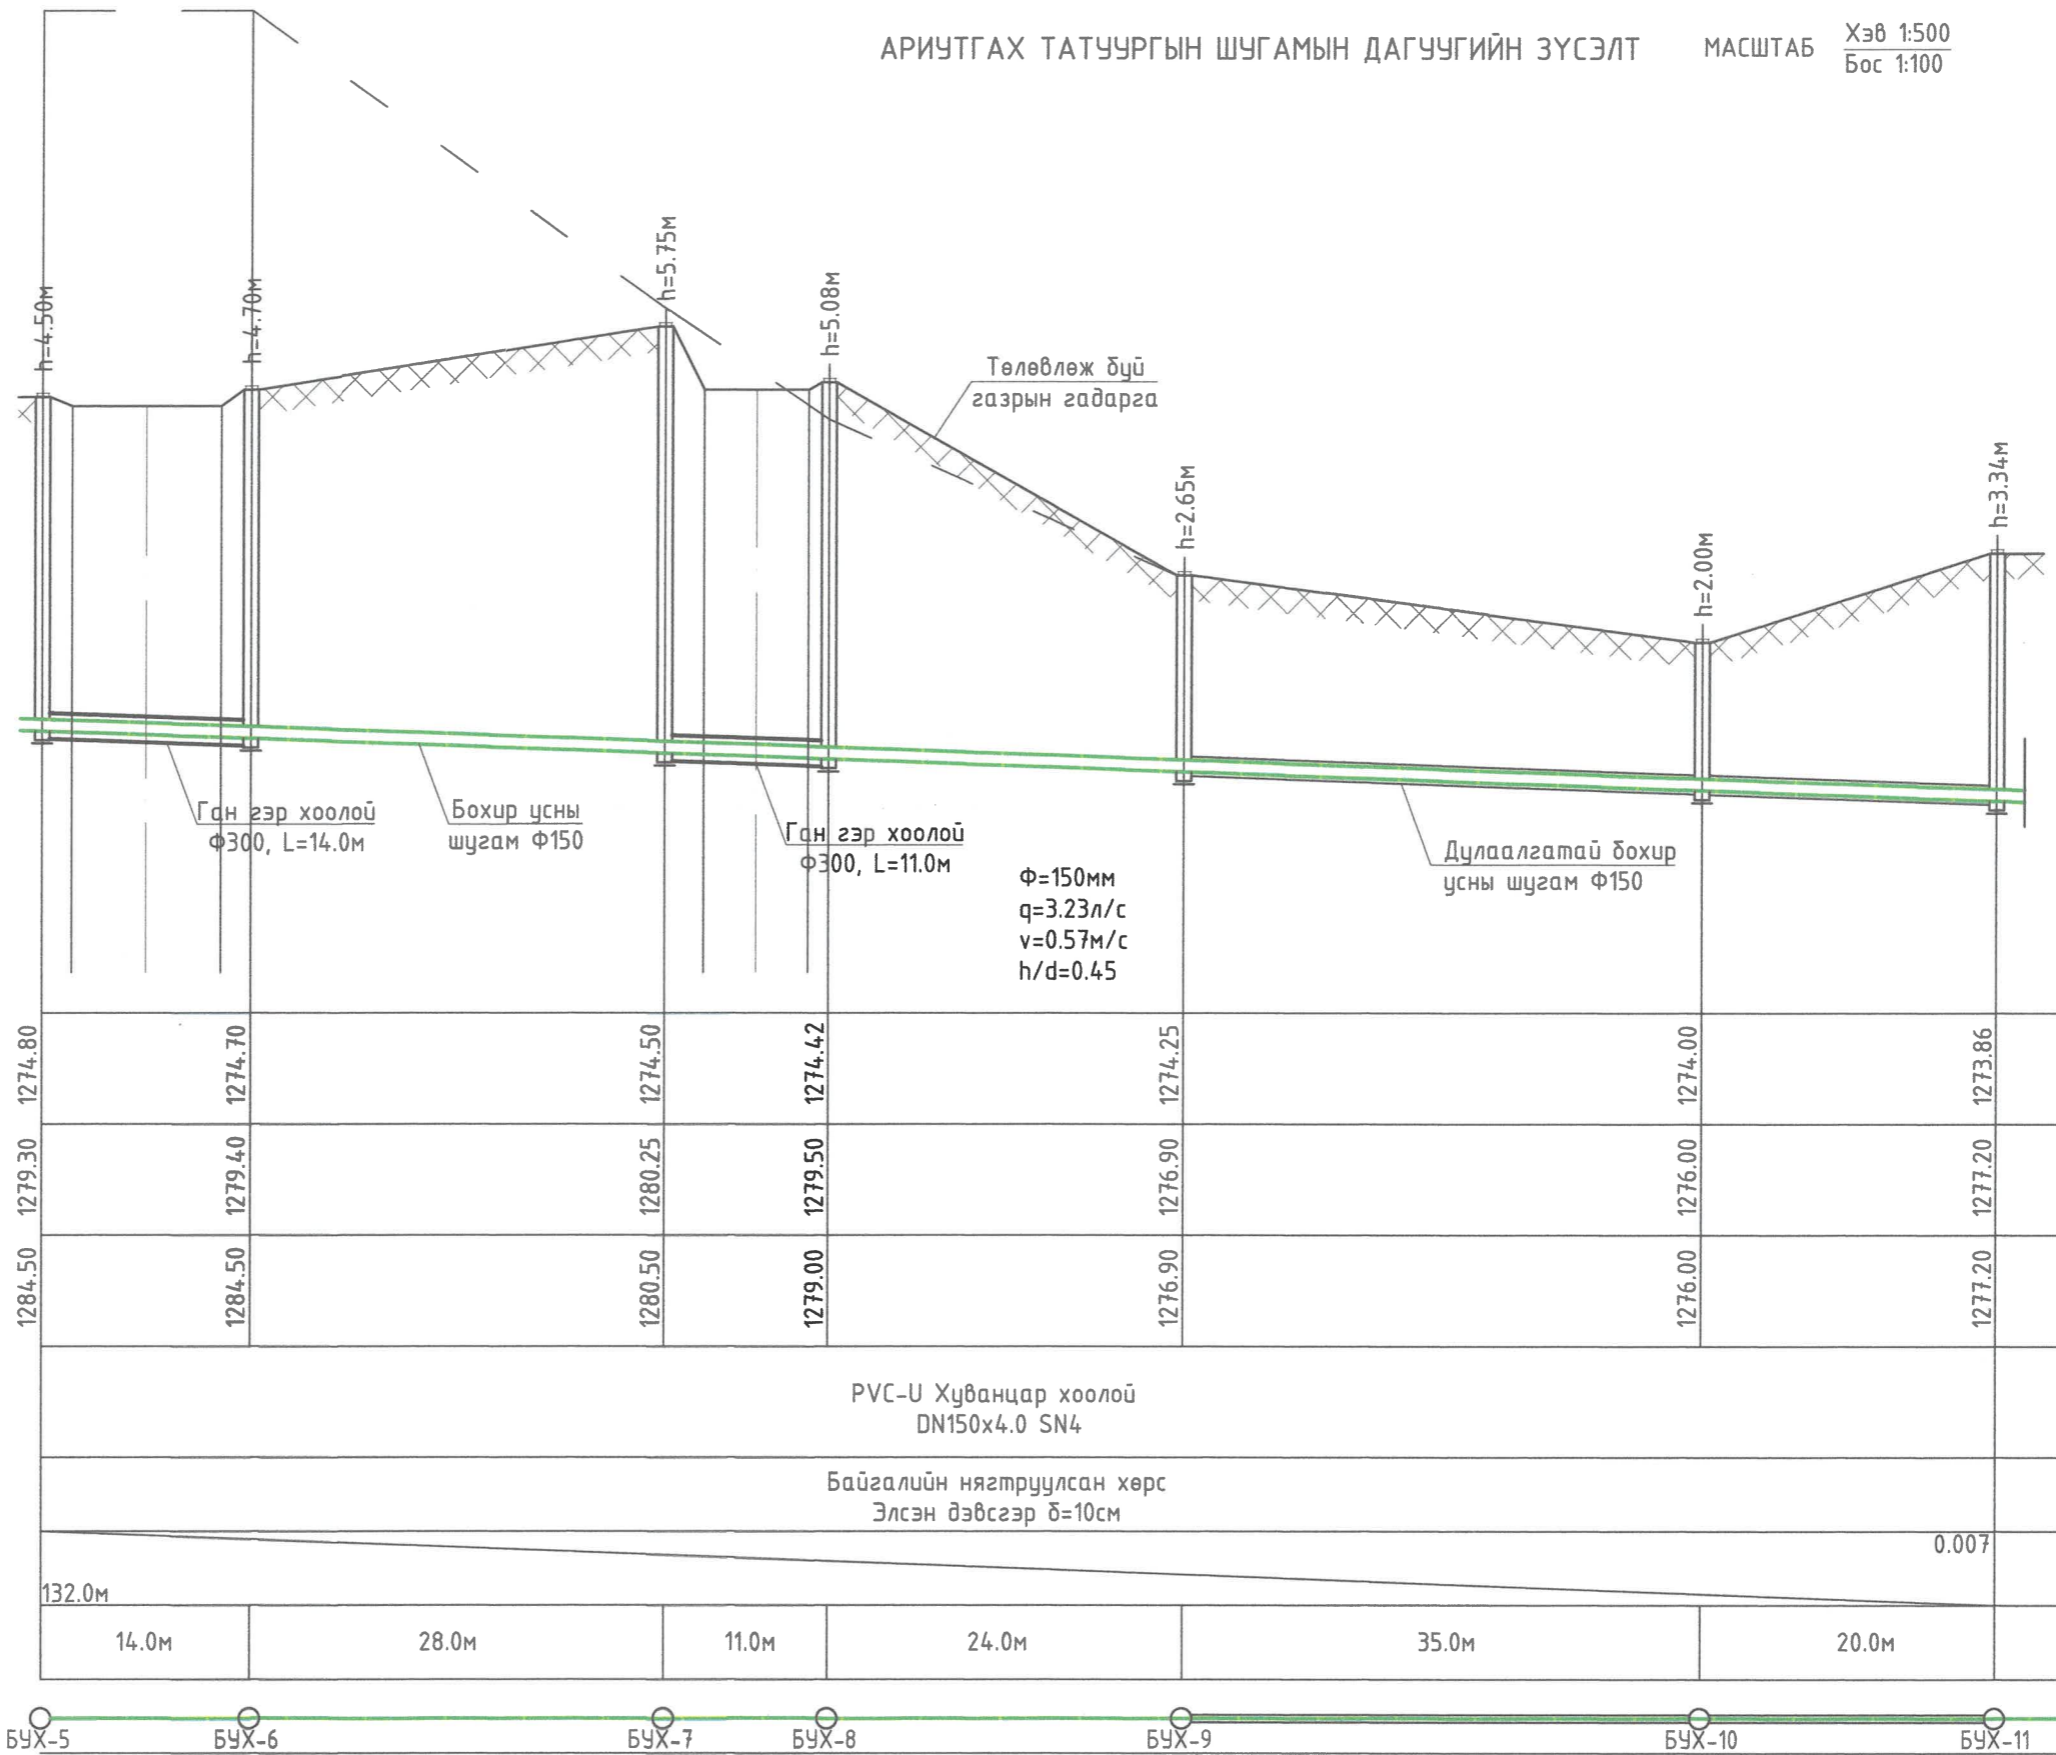 АРИУТГАХ ТАТУУРГЫН ШУГАМЫН ДАГУУГИЙН ЗҮСЭЛТ
МАСШТАБ
Хэв 1:500
Бос 1:100
h=4.50м
h=4.70м
h=5.75м
h=5.08м
h=2.65м
h=2.00м
h=3.34м
Төлөвлөж буй
газрын гадарга
Ган гэр хоолой
Ф300, L=14.0м
Бохир усны
шугам Ф150
Ган гэр хоолой
Ф300, L=11.0м
Дулаалгатай бохир
усны шугам Ф150
Ф=150мм
q=3.23л/с
v=0.57м/с
h/d=0.45
1274.80
1274.70
1274.50
1274.42
1274.25
1274.00
1273.86
1279.30
1279.40
1280.25
1279.50
1276.90
1276.00
1277.20
1284.50
1284.50
1280.50
1279.00
1276.90
1276.00
1277.20
PVC-U Хуванцар хоолой
DN150x4.0 SN4
Байгалийн нягтруулсан хөрс
Элсэн дэвсгэр δ=10см
0.007
132.0м
14.0м
28.0м
11.0м
24.0м
35.0м
20.0м
БУХ-5
БУХ-6
БУХ-7
БУХ-8
БУХ-9
БУХ-10
БУХ-11